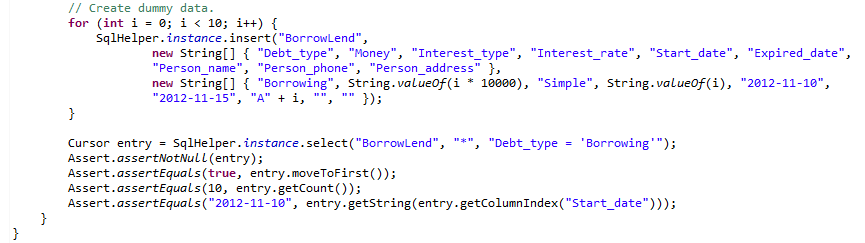 // Create dummy data.
for (int i = 0; i < 10; i++) {
SqlHelper.instance.insert("BorrowLend",
new String[] { "Debt_type", "Money", "Interest_type", "Interest_rate", "Start_date", "Expired_date",
"Person_name", "Person_phone", "Person_address" },
new String[] { "Borrowing", String.valueOf(i * 10000), "Simple", String.valueOf(i), "2012-11-10",
"2012-11-15", "A" + i, "", "" });
}
Cursor entry = SqlHelper.instance.select("BorrowLend", "*", "Debt_type = 'Borrowing'");
Assert.assertNotNull(entry);
Assert.assertEquals(true, entry.moveToFirst());
Assert.assertEquals(10, entry.getCount());
Assert.assertEquals("2012-11-10", entry.getString(entry.getColumnIndex("Start_date")));
}
}